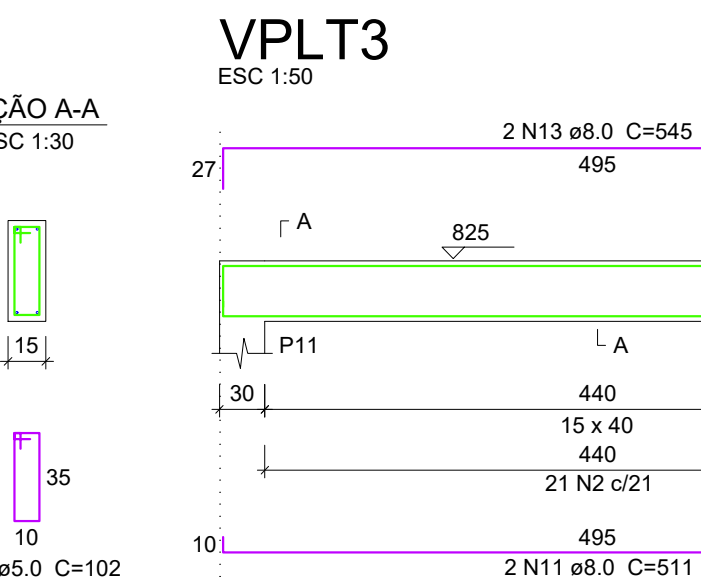 VPLT3
ESC 1:50
ÇÃO A-A
SC 1:30
2 N13 ø8.0 C=545
495
27
A
825
15
P11
A
30
440
15 x 40
440
21 N2 c/21
35
10
ø5.0 C=102
10
495
2 N11 ø8.0 C=511